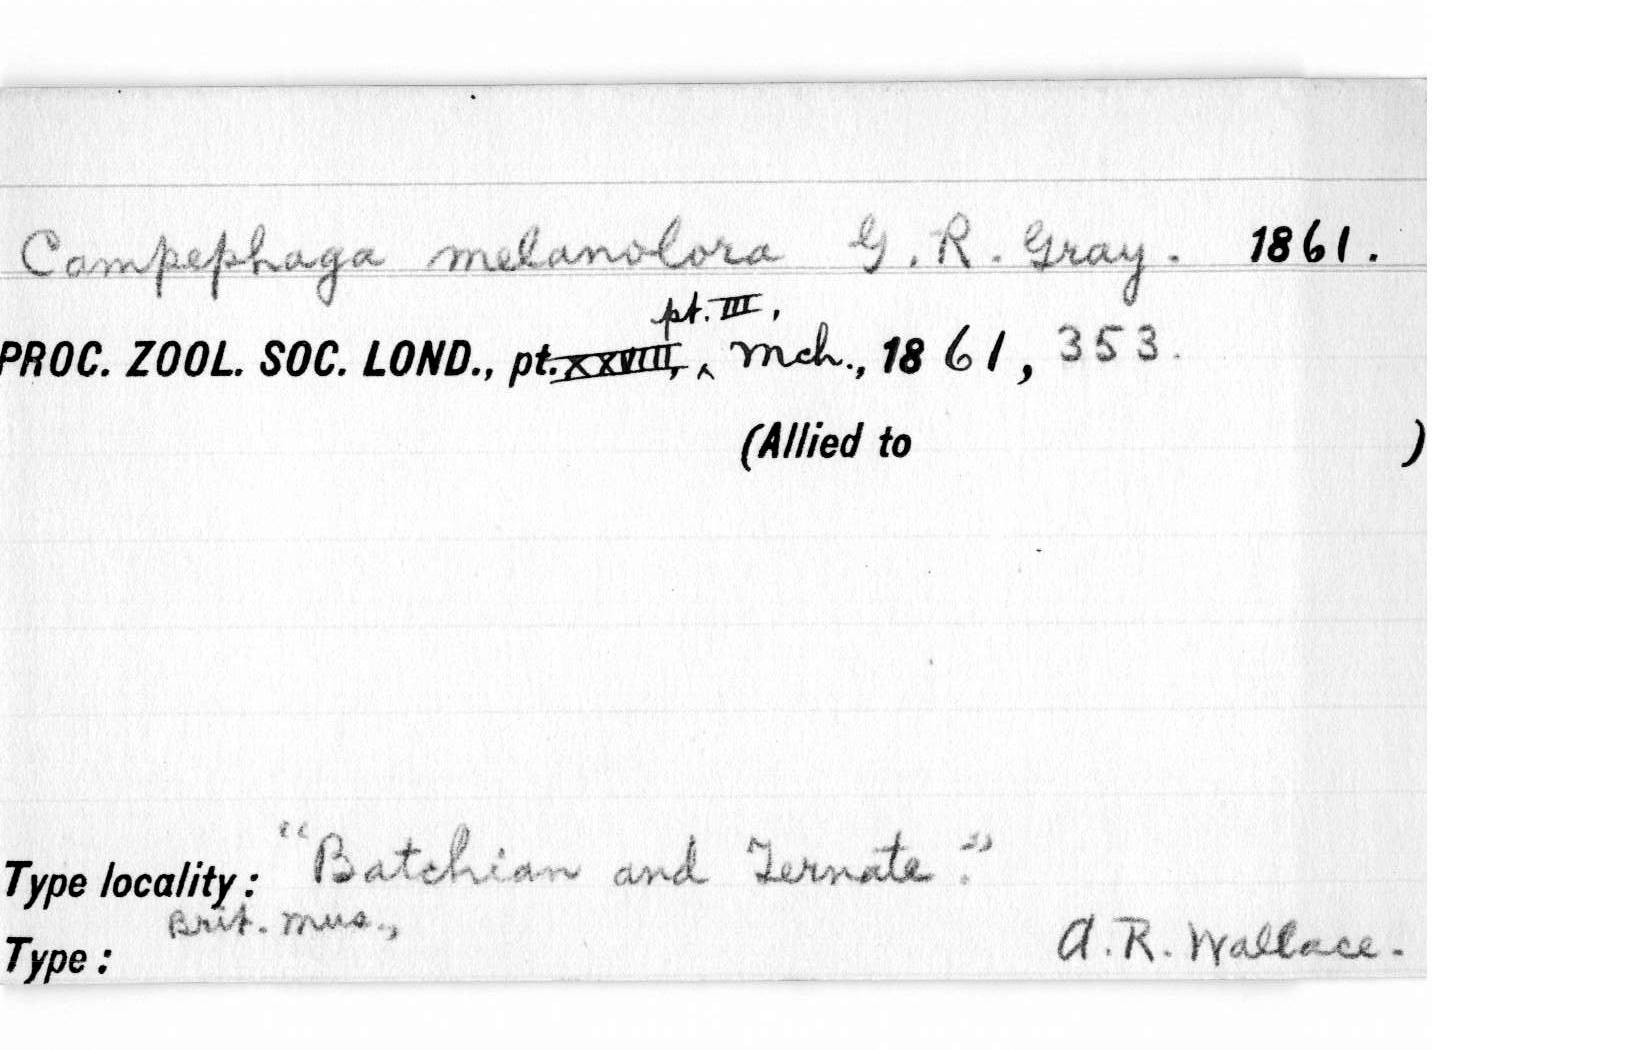 Campephaga melanolora G. R. Gray. 1861.
pt. III,
PROC. ZOOL. SOC. LOND., pt. XXVIII, ‸ Mch., 1861, 353.
(Allied to )
Type locality: "Batchian and Ternate."
Brit. Mus., A. R. Wallace.
Type: